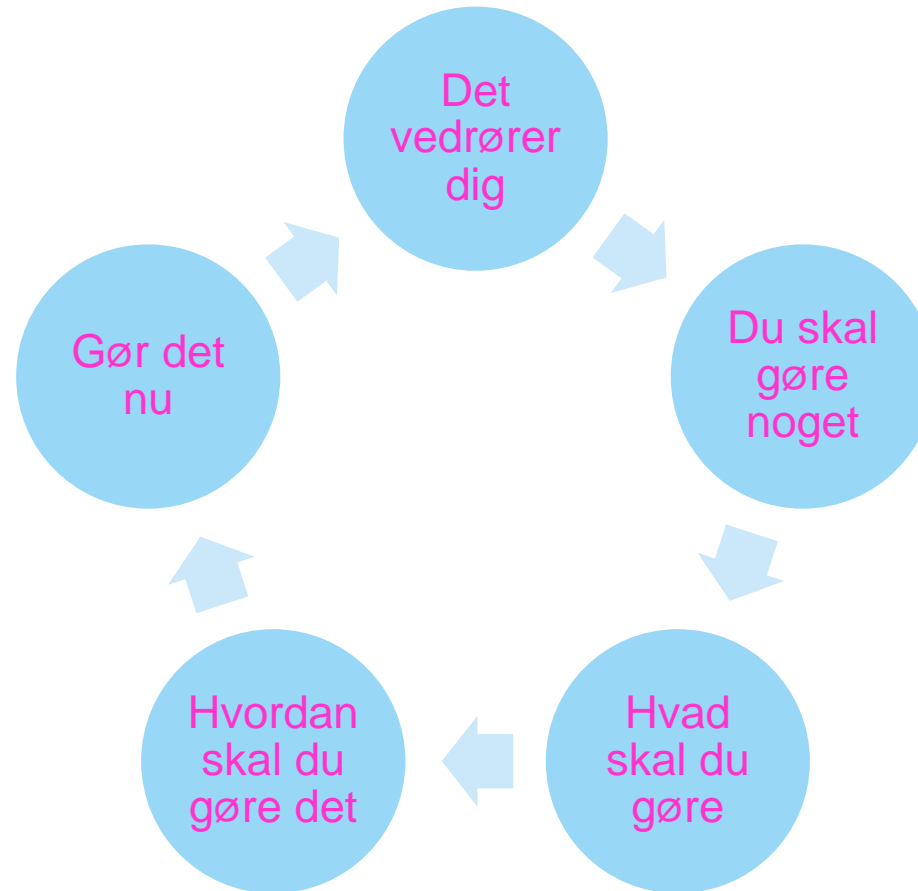 Det
vedrører
dig
Du skal
gøre
noget
Hvad
skal du
gøre
Hvordan
skal du
gøre det
Gør det
nu